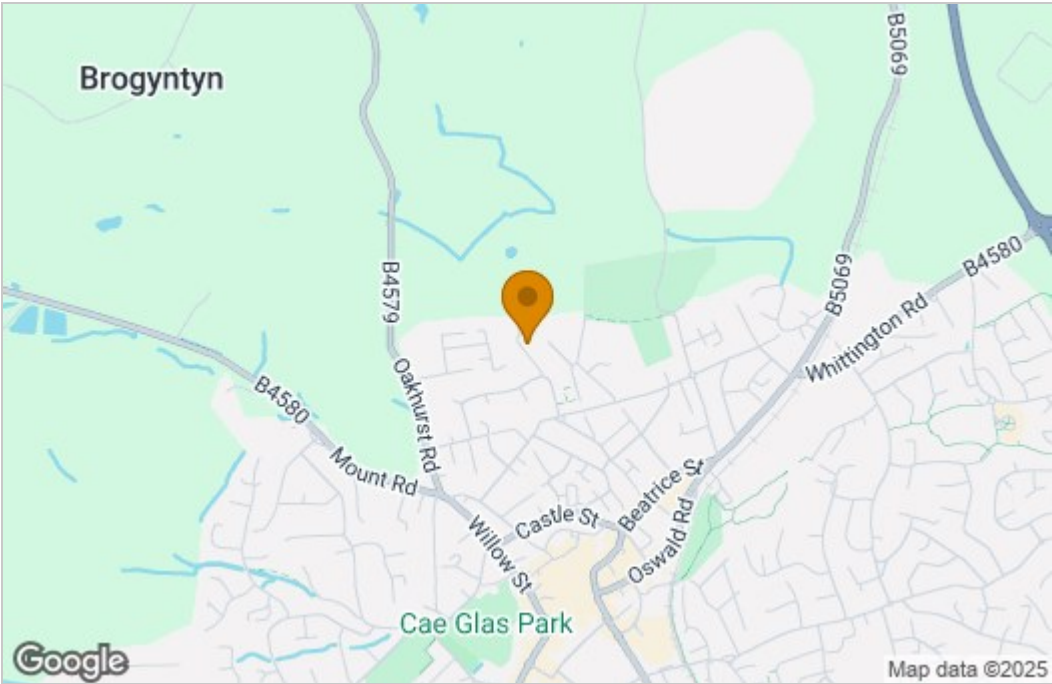 Brogyntyn
B5069
B4579
B5069
B4580
Whittington Rd
B4580
Oakhurst Rd
Mount Rd
Willow St
Castle St
Beatrice St
Oswald Rd
Cae Glas Park
Google
Map data ©2025